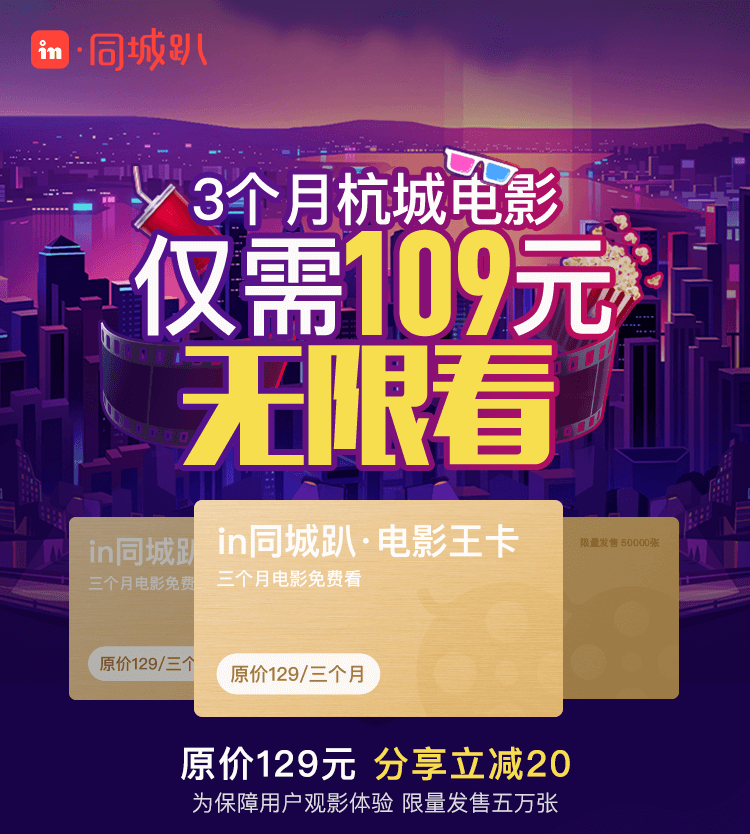 in·同城趴
3个月杭城电影
仅需109元
无限看
in同城趴
三个月电影免费
原价129/三个
in同城趴·电影王卡
三个月电影免费看
原价129/三个月
限量发售 50000张
原价129元 分享立减20
为保障用户观影体验 限量发售五万张